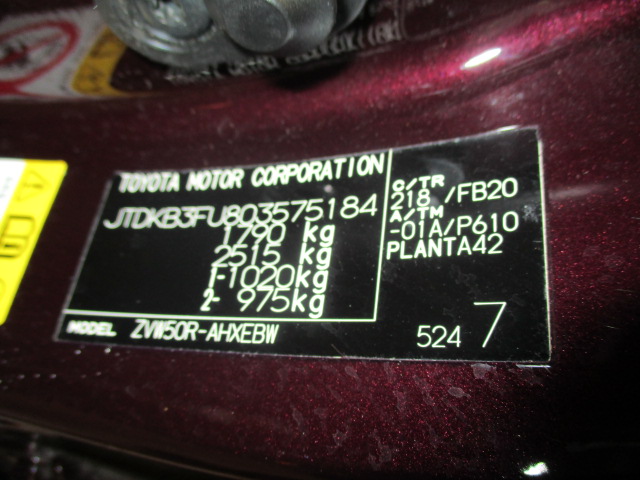 TOYOTA MOTOR CORPORATION
JTDKB3FU803575184
1790 kg
2515 kg
1-1020kg
2- 975kg
C/TR
218 /FB20
A/TM
-01A/P610
PLANTA42
MODEL ZVW50R-AHXEBW
524 7